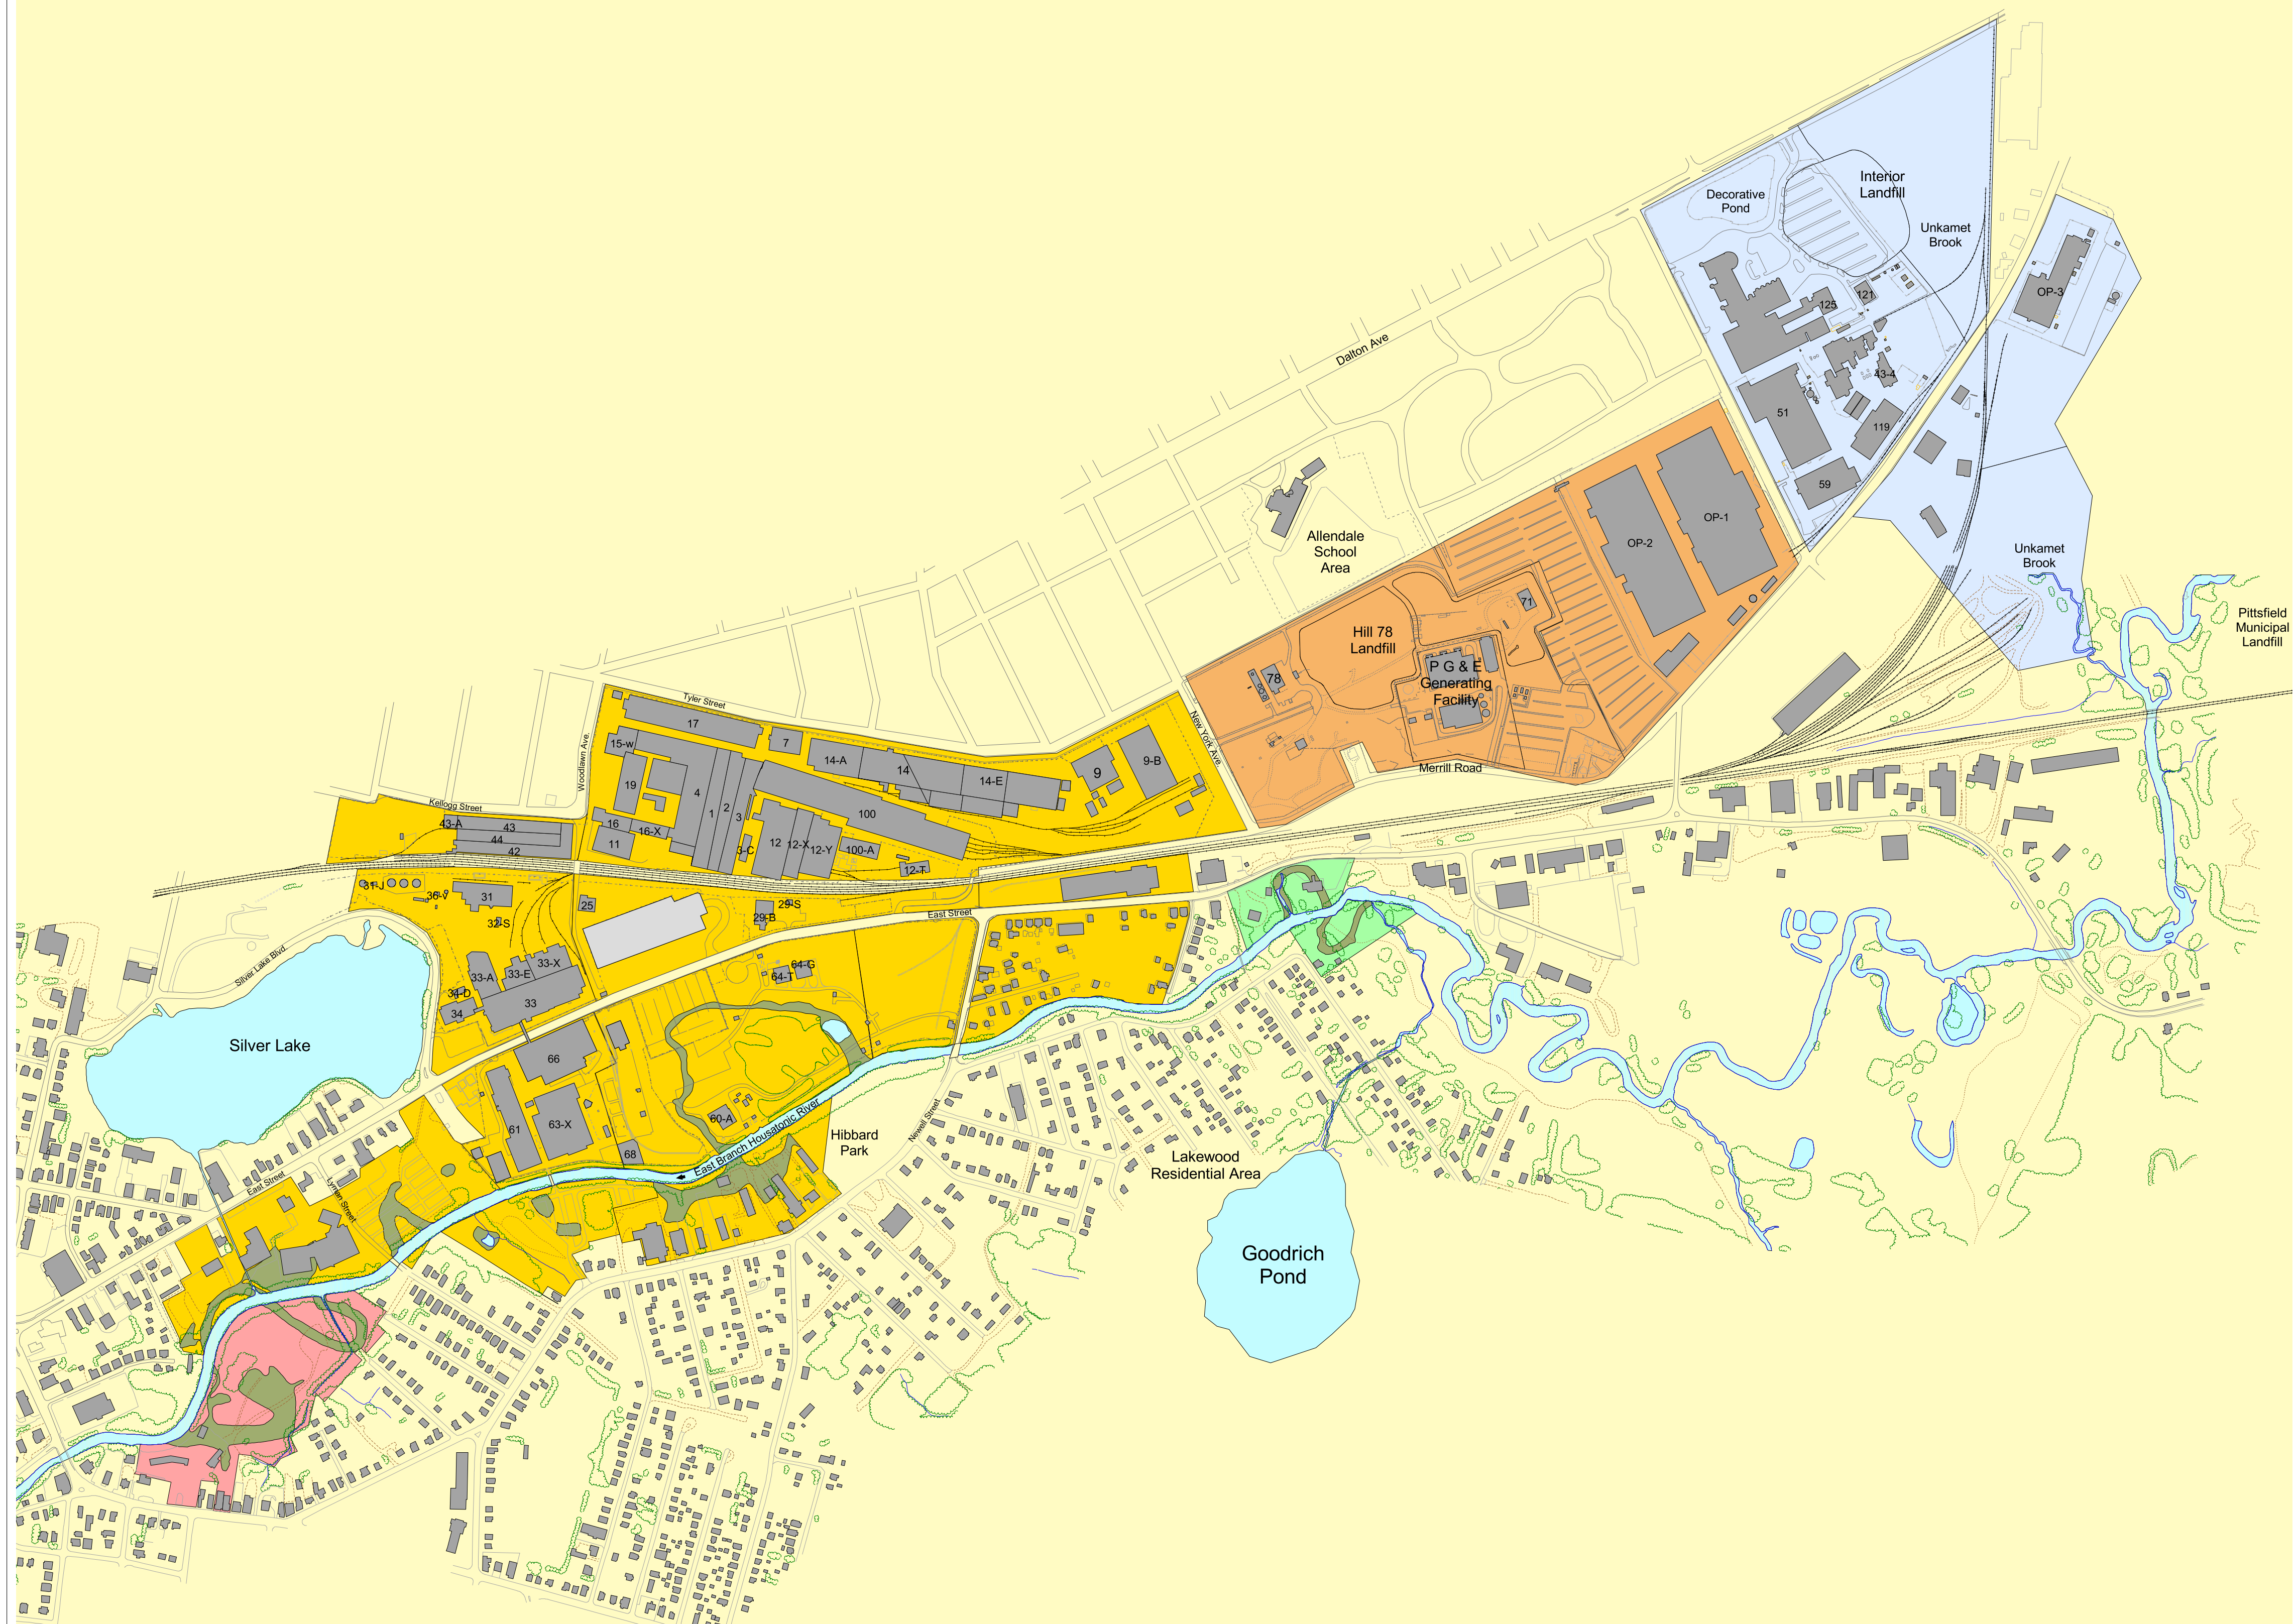 Interior
Landfill
Decorative
Pond
Unkamet
Brook
OP-3
121
125
Dalton Ave
43-4
51
119
59
OP-1
OP-2
Allendale
School
Area
Unkamet
Brook
71
Pittsfield
Municipal
Landfill
Hill 78
Landfill
P G & E
Generating
Facility
78
Merrill Road
New York Ave.
Tyler Street
17
7
15-w
14-A
14
14-E
9
9-B
Woodlawn Ave.
19
4
1
2
3
100
Kellogg Street
43-A
43
44
42
16
16-X
11
3-C
12
12-X
12-Y
100-A
12-T
31-J
36-V
31
32-S
25
29-S
29-B
East Street
Silver Lake Blvd.
33-A
33-E
33-X
64-G
64-T
34-D
33
34
Silver Lake
66
61
63-X
60-A
68
East Branch Housatonic River
Newell Street
Hibbard
Park
Lakewood
Residential Area
East Street
Lyman Street
Goodrich
Pond